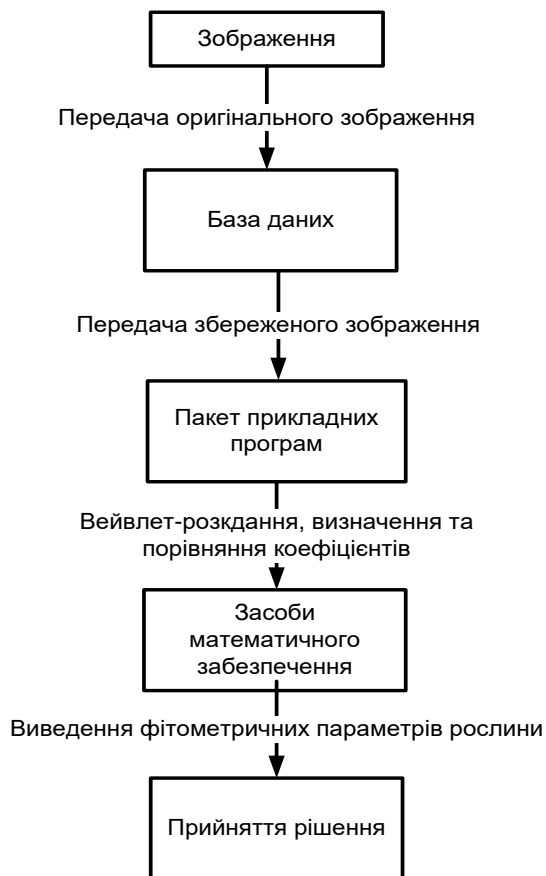 Зображення
Передача оригінального зображення
База даних
Передача збереженого зображення
Пакет прикладних
програм
Вейвлет-розкдання, визначення та
порівняння коефіцієнтів
Засоби
математичного
забезпечення
Виведення фітометричних параметрів рослини
Прийняття рішення